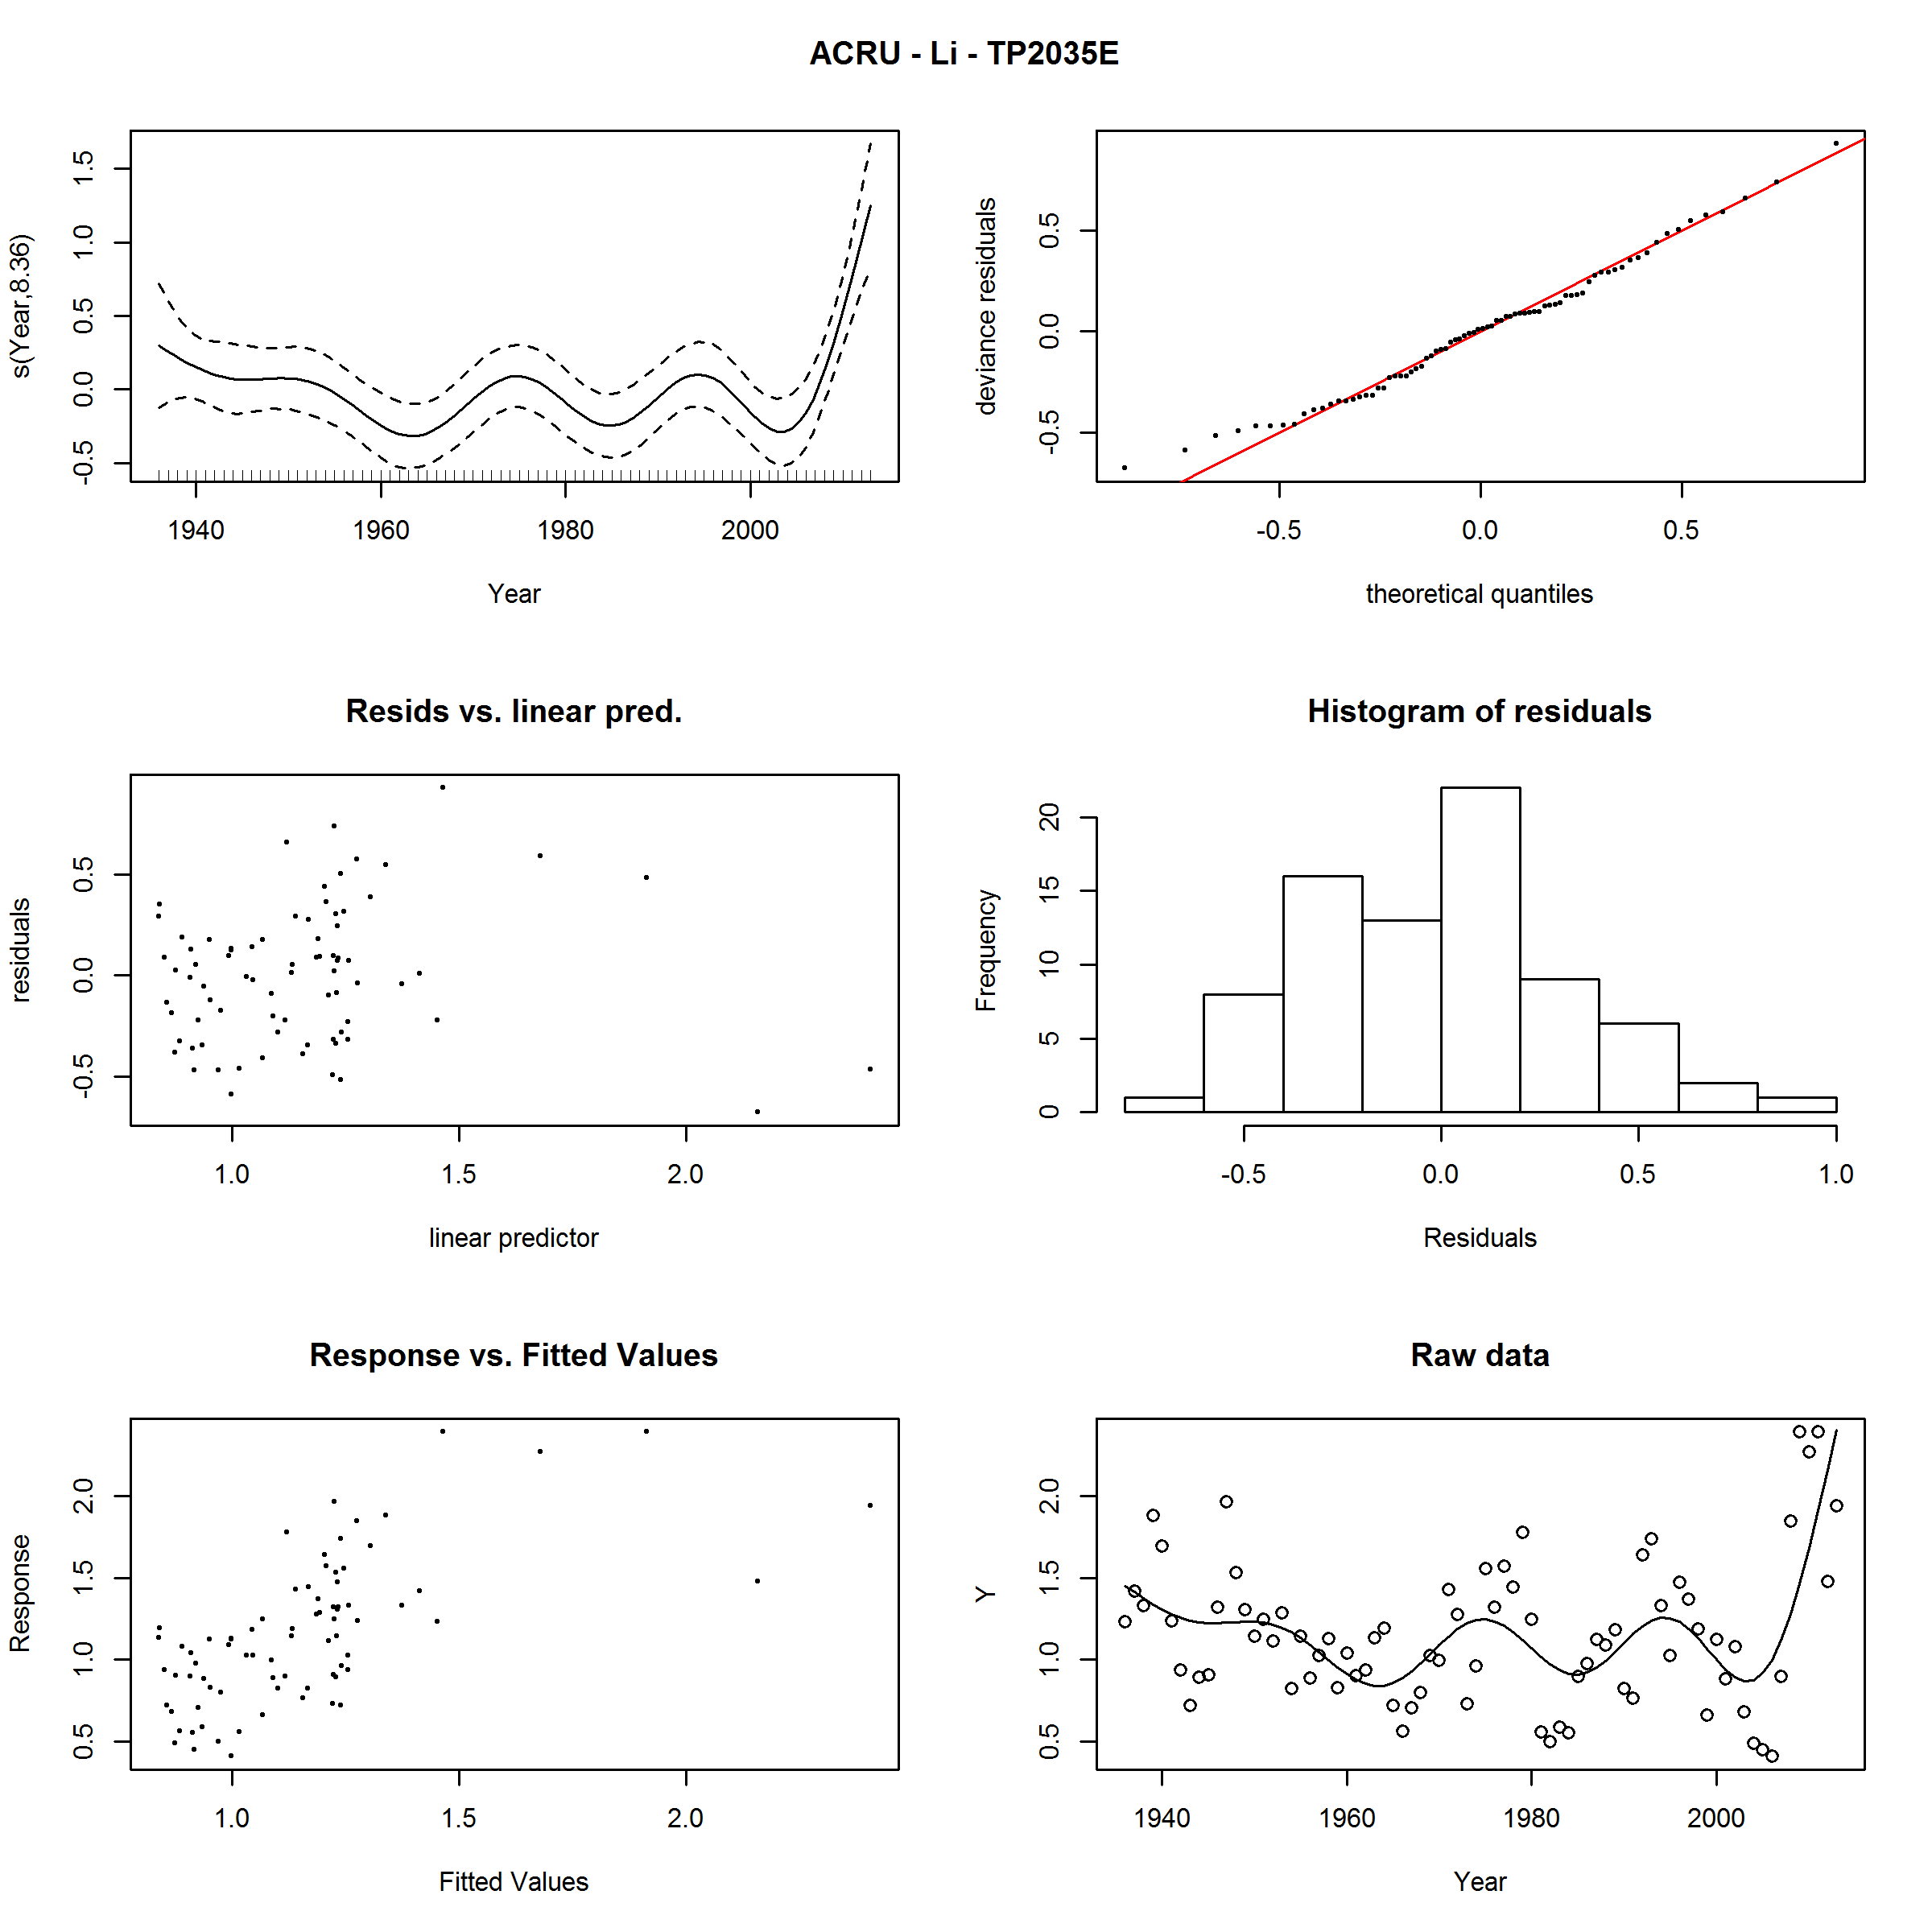 ACRU - Li - TP2035E
s(Year,8.36)
-0.5 0.0 0.5 1.0 1.5
1940 1960 1980 2000
Year
deviance residuals
-0.5 0.0 0.5
-0.5 0.0 0.5
theoretical quantiles
Resids vs. linear pred.
residuals
-0.5 0.0 0.5
1.0 1.5 2.0
linear predictor
Histogram of residuals
Frequency
0 5 10 15 20
-0.5 0.0 0.5 1.0
Residuals
Response vs. Fitted Values
Response
0.5 1.0 1.5 2.0
1.0 1.5 2.0
Fitted Values
Raw data
Y
0.5 1.0 1.5 2.0
1940 1960 1980 2000
Year